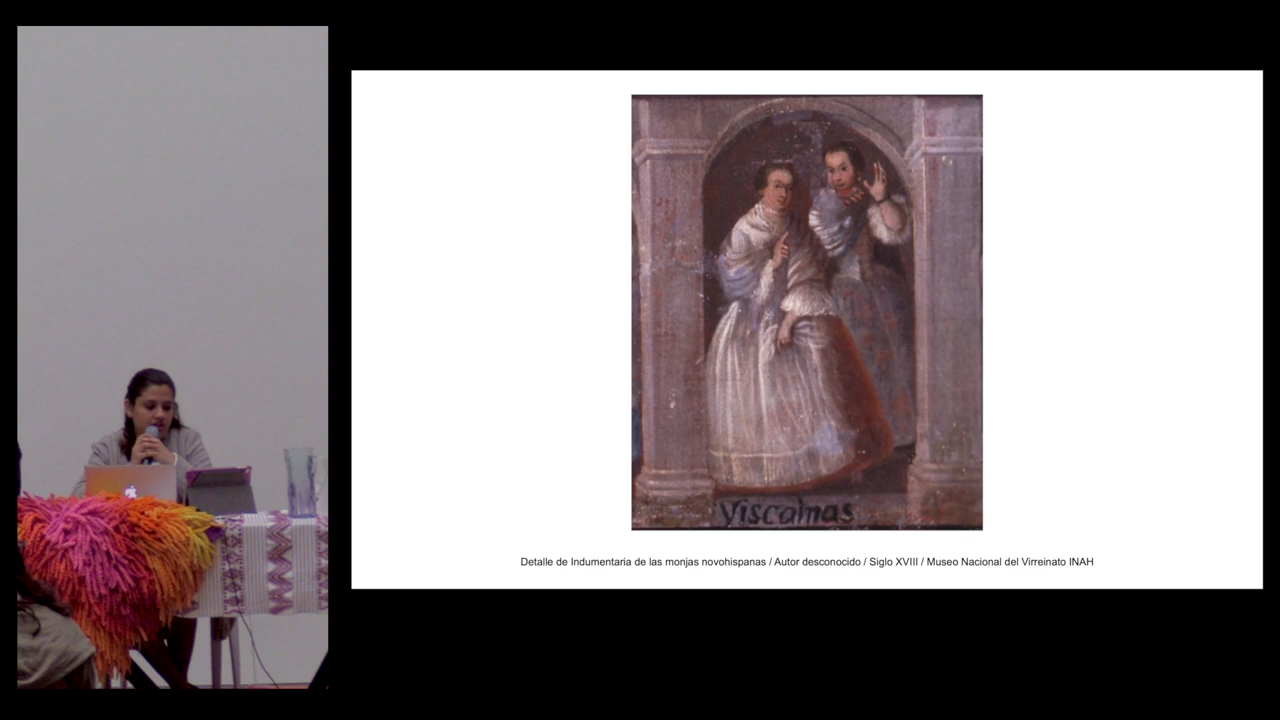 Viscainas
Detalle de Indumentaria de las monjas novohispanas / Autor desconocido / Siglo XVIII / Museo Nacional del Virreinato INAH